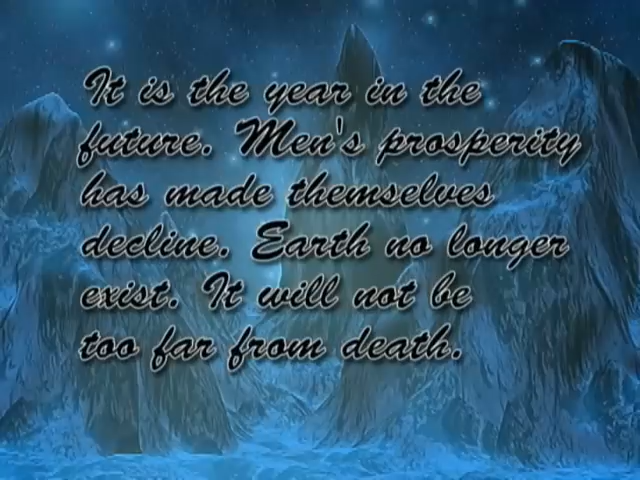 It is the year in the
future. Men's prosperity
has made themselves
decline. Earth no longer
exist. It will not be
too far from death.